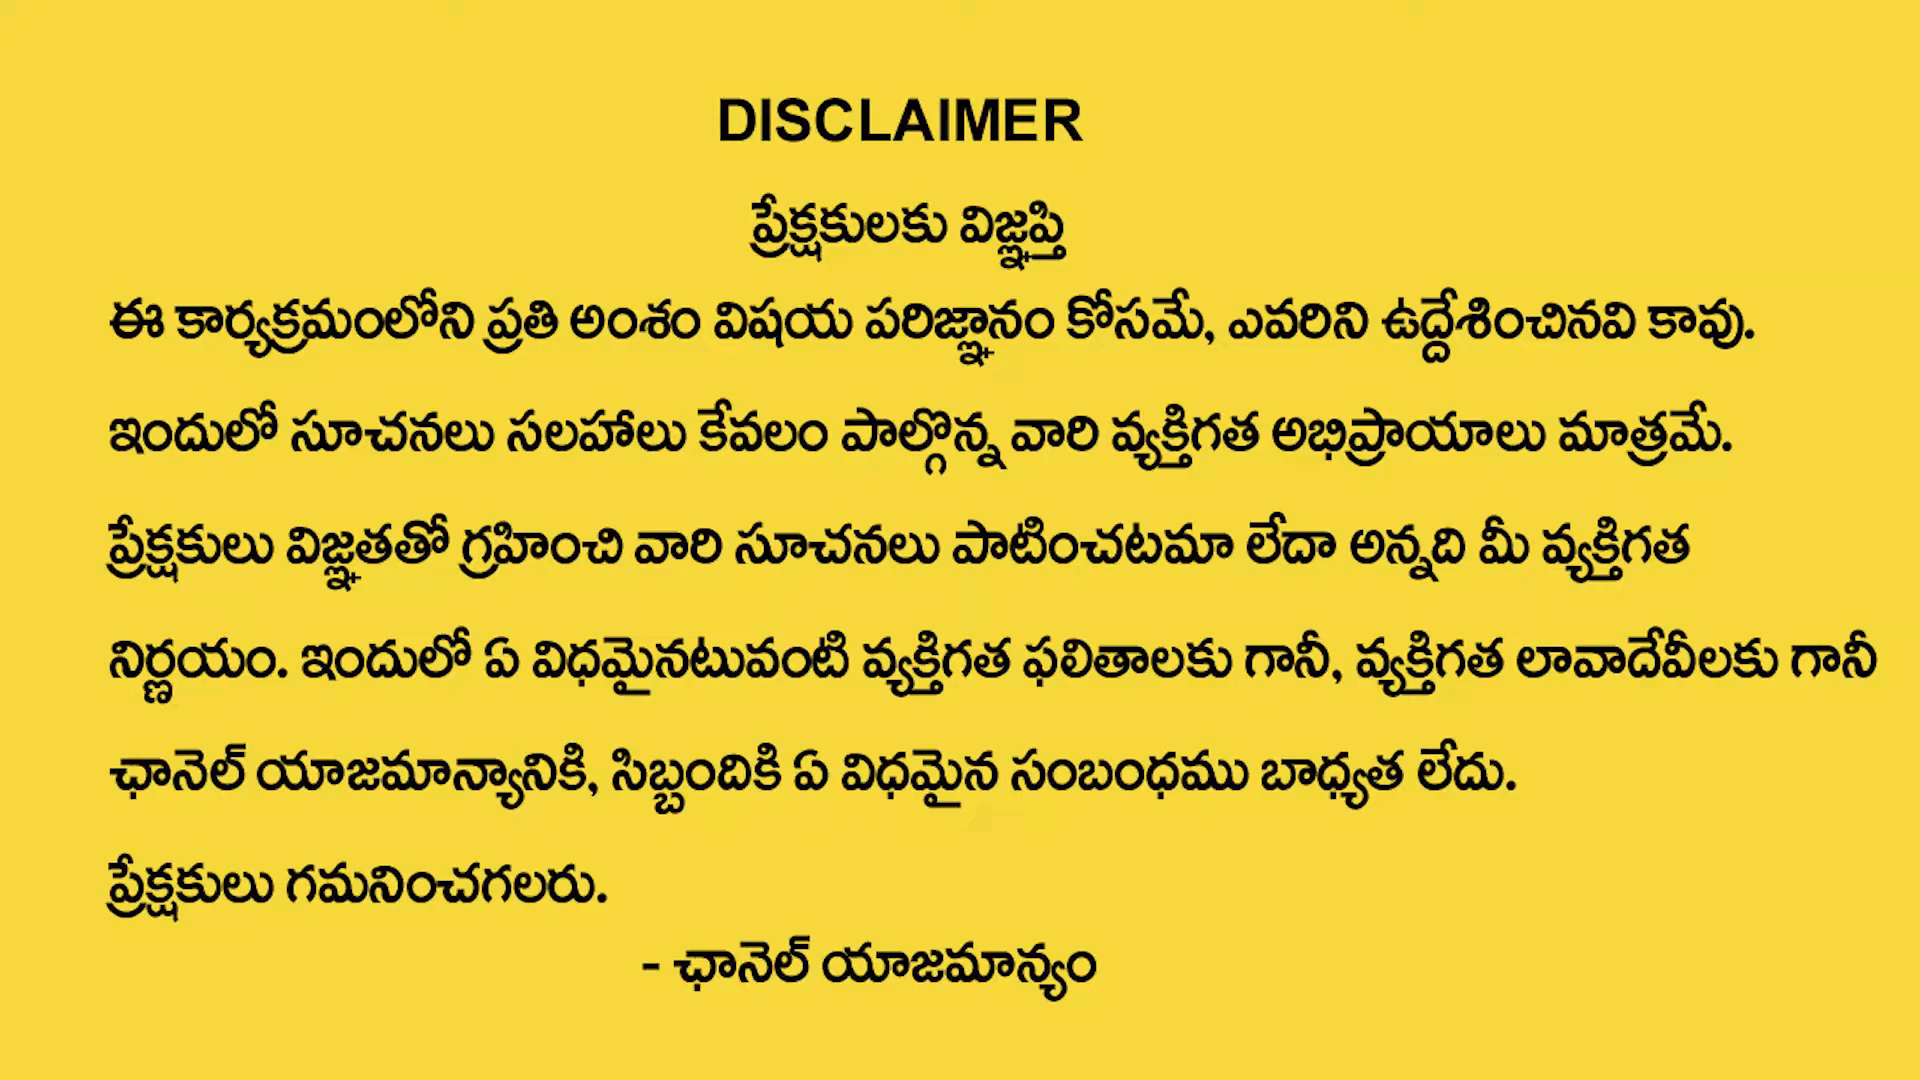 DISCLAIMER
ప్రేక్షకులకు విజ్ఞప్తి
ఈ కార్యక్రమంలోని ప్రతి అంశం విషయ పరిజ్ఞానం కోసమే, ఎవరిని ఉద్దేశించినవి కావు.
ఇందులో సూచనలు సలహాలు కేవలం పాల్గొన్న వారి వ్యక్తిగత అభిప్రాయాలు మాత్రమే.
ప్రేక్షకులు విజ్ఞతతో గ్రహించి వారి సూచనలు పాటించటమా లేదా అన్నది మీ వ్యక్తిగత
నిర్ణయం. ఇందులో ఏ విధమైనటువంటి వ్యక్తిగత ఫలితాలకు గానీ, వ్యక్తిగత లావాదేవీలకు గానీ
ఛానెల్ యాజమాన్యానికి, సిబ్బందికి ఏ విధమైన సంబంధము బాధ్యత లేదు.
ప్రేక్షకులు గమనించగలరు.
- ఛానెల్ యాజమాన్యం